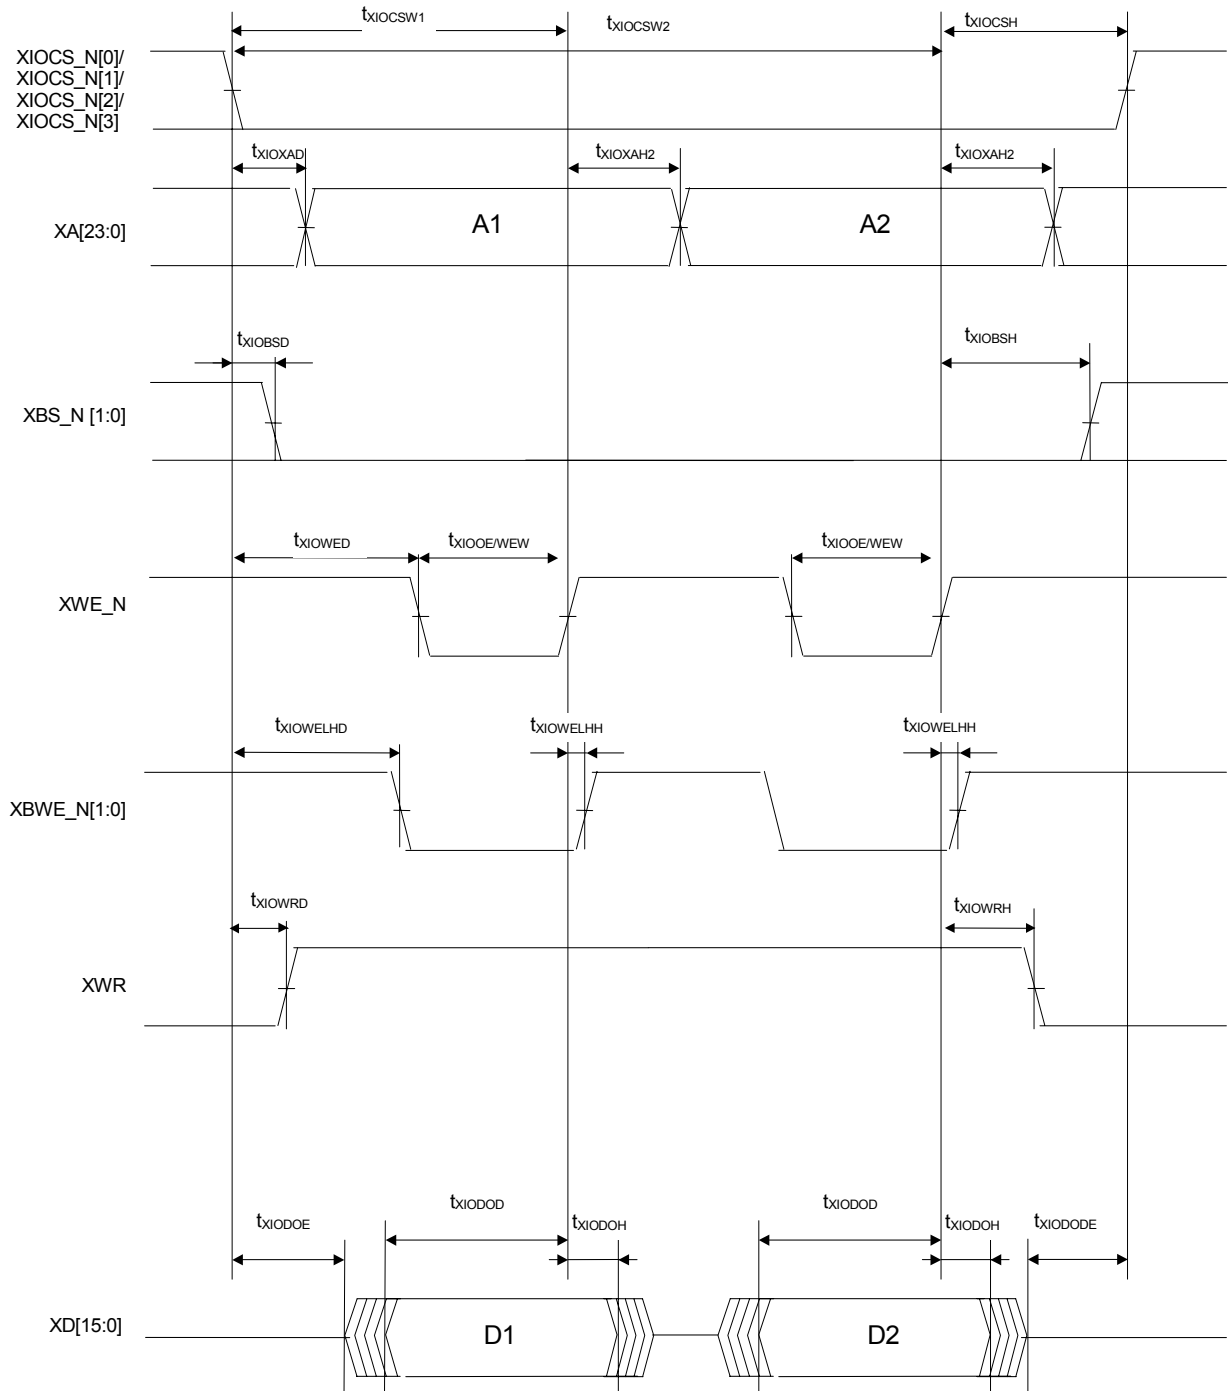 tXIOCSW1
tXIOCSW2
tXIOCSH
XIOCS_N[0]/
XIOCS_N[1]/
XIOCS_N[2]/
XIOCS_N[3]
tXIOXAD
tXIOXAH2
tXIOXAH2
XA[23:0]
A1
A2
tXIOBSD
tXIOBSH
XBS_N [1:0]
tXIOWED
tXIOOE/WEW
tXIOOE/WEW
XWE_N
tXIOWELHD
tXIOWELHH
tXIOWELHH
XBWE_N[1:0]
tXIOWRD
tXIOWRH
XWR
tXIODOE
tXIODOD
tXIODOH
tXIODOD
tXIODOH
tXIODODE
XD[15:0]
D1
D2